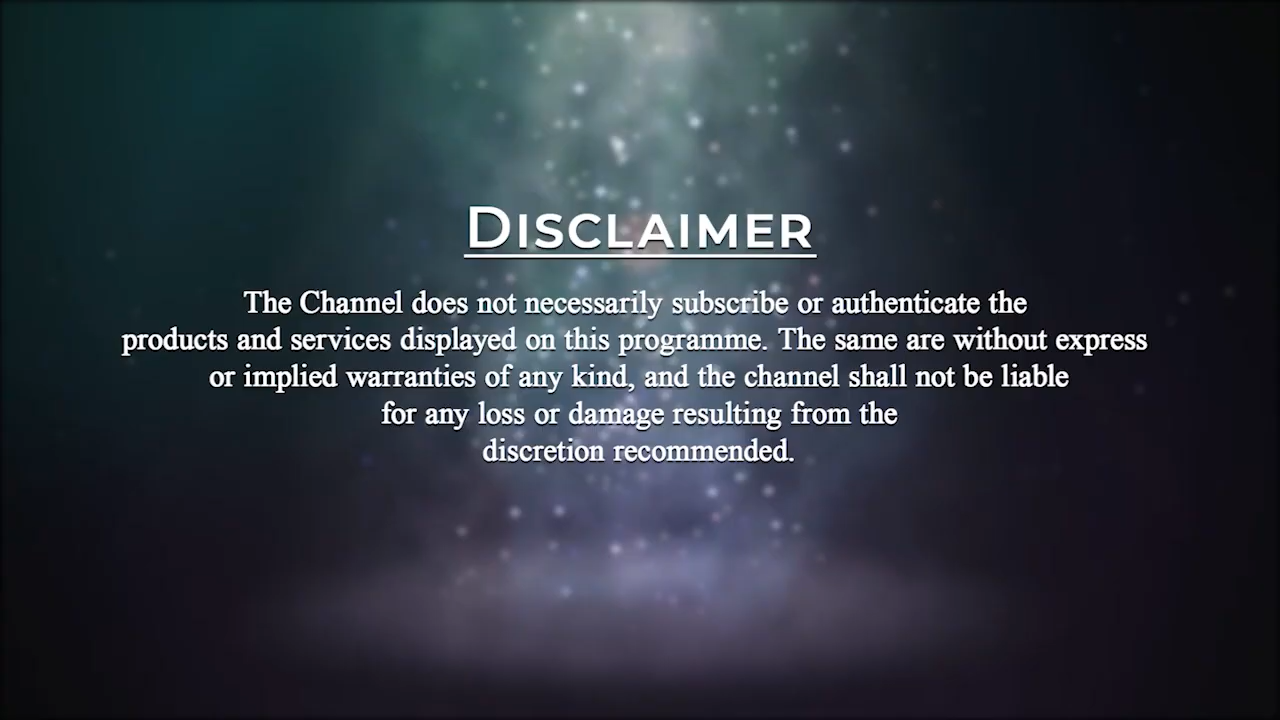 DISCLAIMER
The Channel does not necessarily subscribe or authenticate the
products and services displayed on this programme. The same are without express
or implied warranties of any kind, and the channel shall not be liable
for any loss or damage resulting from the
discretion recommended.